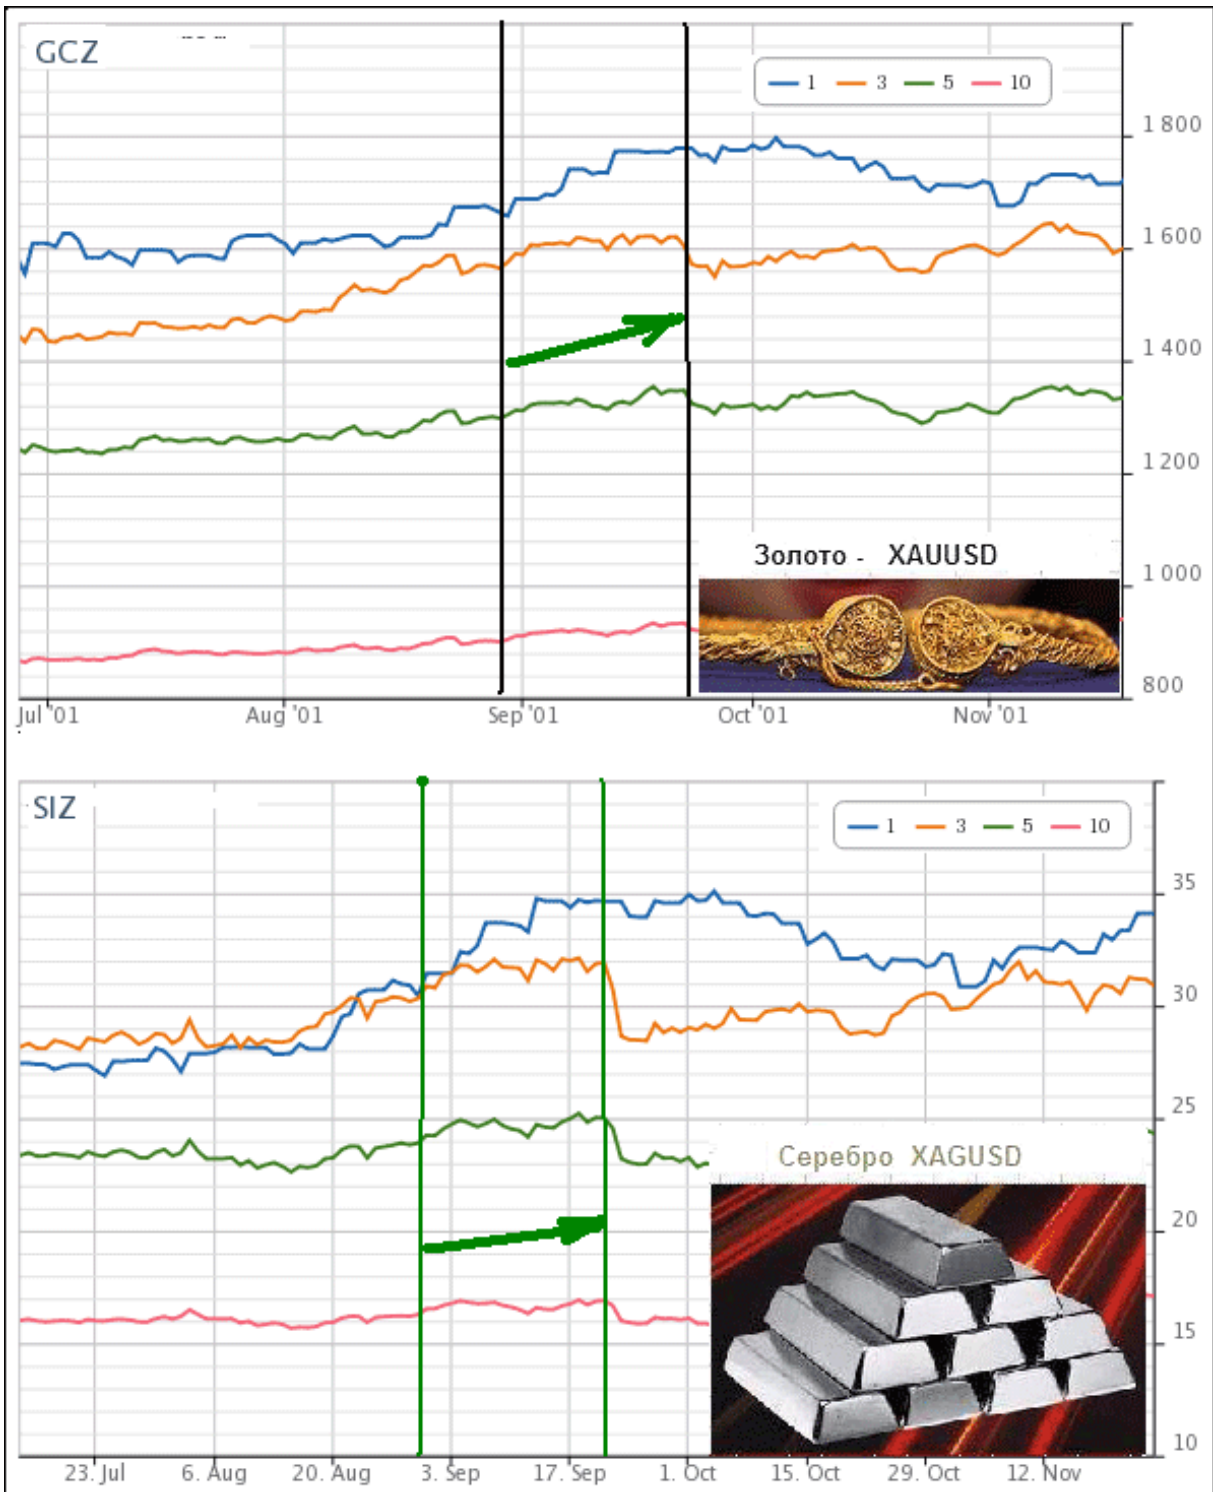 GCZ
1 3 5 10
1 800
1 600
1 400
1 200
Золото - XAUUSD
1 000
800
Jul '01 Aug '01 Sep '01 Oct '01 Nov '01
SIZ
1 3 5 10
35
30
25
Серебро XAGUSD
20
15
10
23. Jul 6. Aug 20. Aug 3. Sep 17. Sep 1. Oct 15. Oct 29. Oct 12. Nov